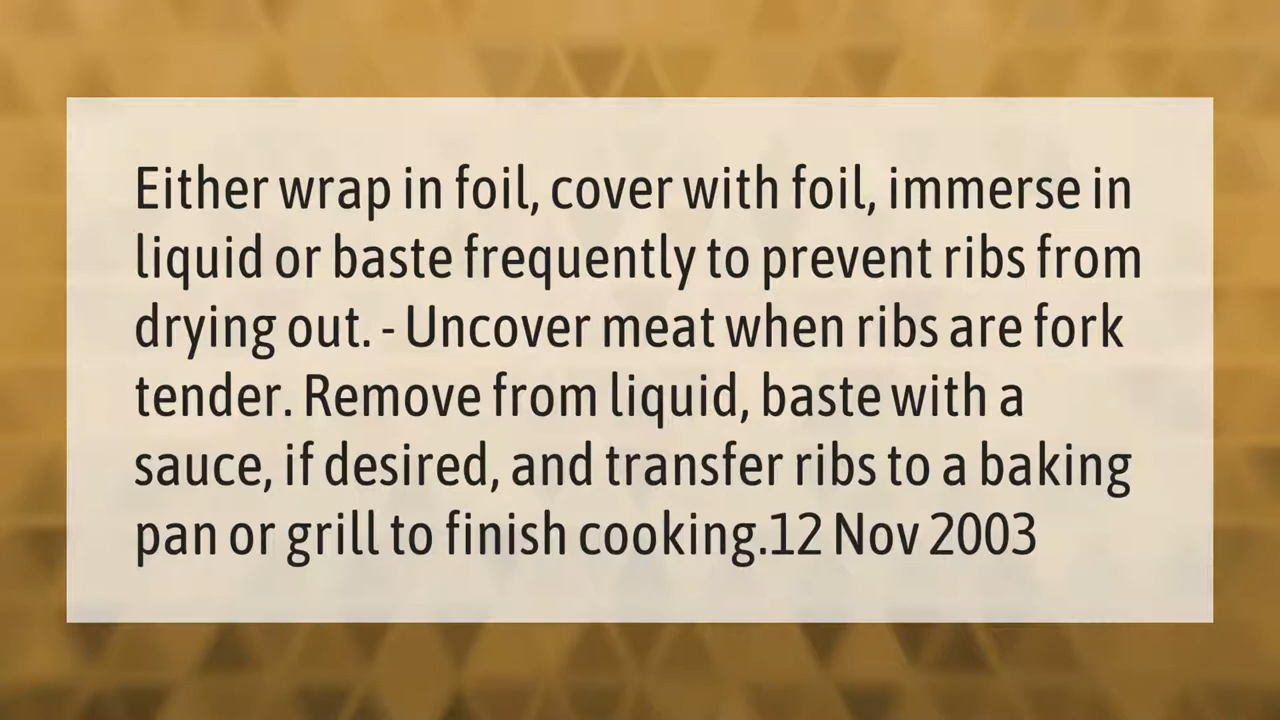 Either wrap in foil, cover with foil, immerse in
liquid or baste frequently to prevent ribs from
drying out. - Uncover meat when ribs are fork
tender. Remove from liquid, baste with a
sauce, if desired, and transfer ribs to a baking
pan or grill to finish cooking.12 Nov 2003